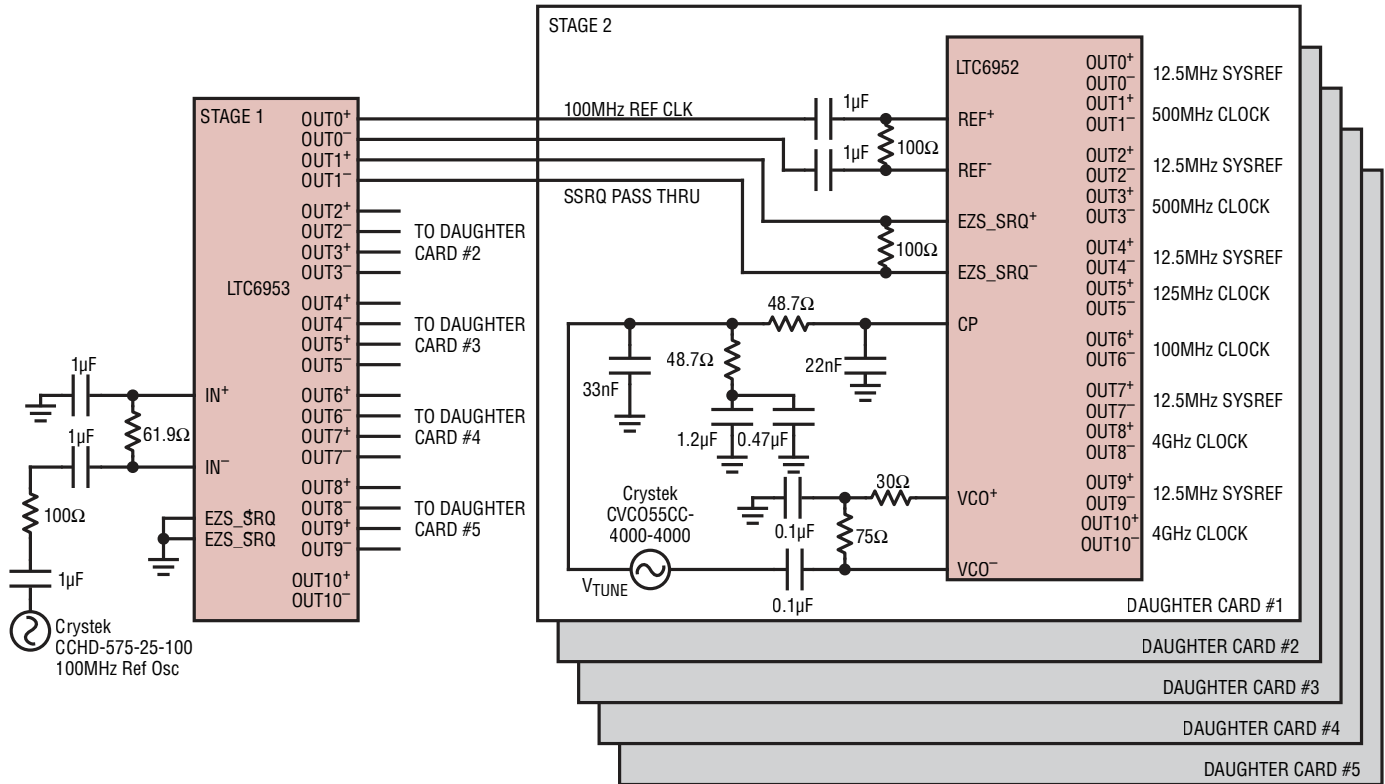 STAGE 1
LTC6953
OUT0+
OUT0−
OUT1+
OUT1−
OUT2+
OUT2−
OUT3+
OUT3−
OUT4+
OUT4−
OUT5+
OUT5−
OUT6+
OUT6−
OUT7+
OUT7−
OUT8+
OUT8−
OUT9+
OUT9−
OUT10+
OUT10−
IN+
IN−
EZS_SRQ+
EZS_SRQ
1µF
1µF
61.9Ω
100Ω
1µF
Crystek
CCHD-575-25-100
100MHz Ref Osc
TO DAUGHTER
CARD #2
TO DAUGHTER
CARD #3
TO DAUGHTER
CARD #4
TO DAUGHTER
CARD #5
STAGE 2
100MHz REF CLK
SSRQ PASS THRU
1µF
1µF
100Ω
100Ω
48.7Ω
48.7Ω
33nF
22nF
1.2µF
0.47µF
Crystek
CVCO55CC-
4000-4000
VTUNE
0.1µF
0.1µF
30Ω
75Ω
LTC6952
REF+
REF-
EZS_SRQ+
EZS_SRQ−
CP
VCO+
VCO−
OUT0+
OUT0−
12.5MHz SYSREF
OUT1+
OUT1−
500MHz CLOCK
OUT2+
OUT2−
12.5MHz SYSREF
OUT3+
OUT3−
500MHz CLOCK
OUT4+
OUT4−
12.5MHz SYSREF
OUT5+
OUT5−
125MHz CLOCK
OUT6+
OUT6−
100MHz CLOCK
OUT7+
OUT7−
12.5MHz SYSREF
OUT8+
OUT8−
4GHz CLOCK
OUT9+
OUT9−
12.5MHz SYSREF
OUT10+
OUT10−
4GHz CLOCK
DAUGHTER CARD #1
DAUGHTER CARD #2
DAUGHTER CARD #3
DAUGHTER CARD #4
DAUGHTER CARD #5